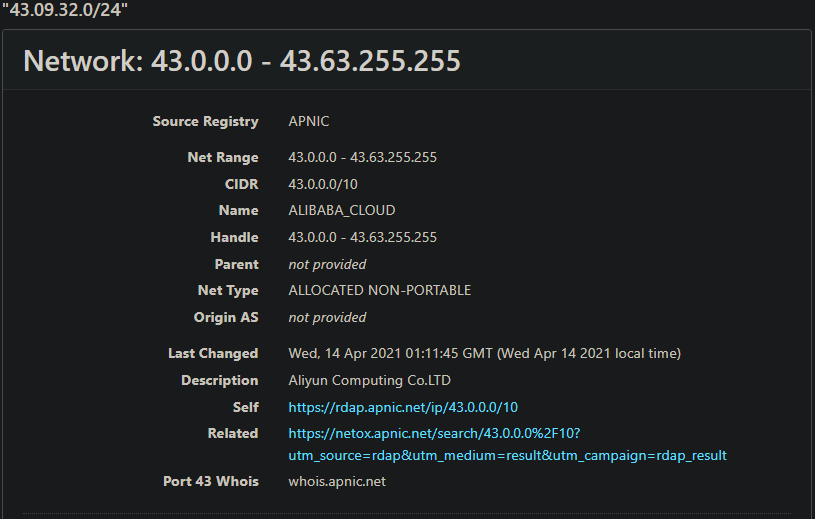 "43.09.32.0/24"
Network: 43.0.0.0 - 43.63.255.255
Source Registry APNIC
Net Range 43.0.0.0 - 43.63.255.255
CIDR 43.0.0.0/10
Name ALIBABA_CLOUD
Handle 43.0.0.0 - 43.63.255.255
Parent not provided
Net Type ALLOCATED NON-PORTABLE
Origin AS not provided
Last Changed Wed, 14 Apr 2021 01:11:45 GMT (Wed Apr 14 2021 local time)
Description Aliyun Computing Co.LTD
Self https://rdap.apnic.net/ip/43.0.0.0/10
Related https://netox.apnic.net/search/43.0.0.0%2F10?
utm_source=rdap&utm_medium=result&utm_campaign=rdap_result
Port 43 Whois whois.apnic.net